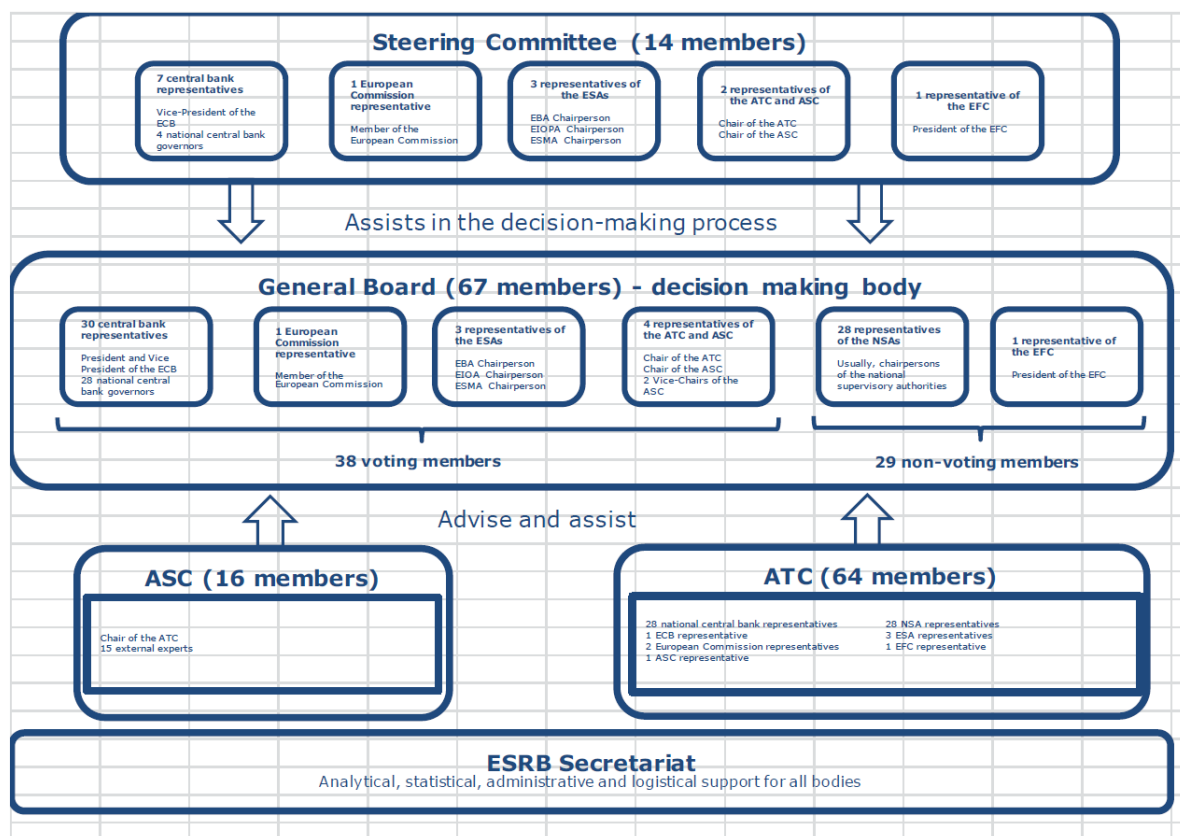 Steering Committee (14 members)
7 central bank
representatives
Vice-President of the
ECB
4 national central bank
governors
1 European
Commission
representative
Member of the
European Commission
3 representatives of
the ESAs
EBA Chairperson
EIOPA Chairperson
ESMA Chairperson
2 representatives of
the ATC and ASC
Chair of the ATC
Chair of the ASC
1 representative of
the EFC
President of the EFC
Assists in the decision-making process
General Board (67 members) - decision making body
30 central bank
representatives
President and Vice
President of the ECB
28 national central
bank governors
1 European
Commission
representative
Member of the
European Commission
3 representatives of
the ESAs
EBA Chairperson
EIOA Chairperson
ESMA Chairperson
4 representatives of
the ATC and ASC
Chair of the ATC
Chair of the ASC
2 Vice-Chairs of the
ASC
28 representatives
of the NSAs
Usually, chairpersons
of the national
supervisory authorities
1 representative of
the EFC
President of the EFC
38 voting members
29 non-voting members
Advise and assist
ASC (16 members)
Chair of the ATC
15 external experts
ATC (64 members)
28 national central bank representatives
1 ECB representative
2 European Commission representatives
1 ASC representative
28 NSA representatives
3 ESA representatives
1 EFC representative
ESRB Secretariat
Analytical, statistical, administrative and logistical support for all bodies